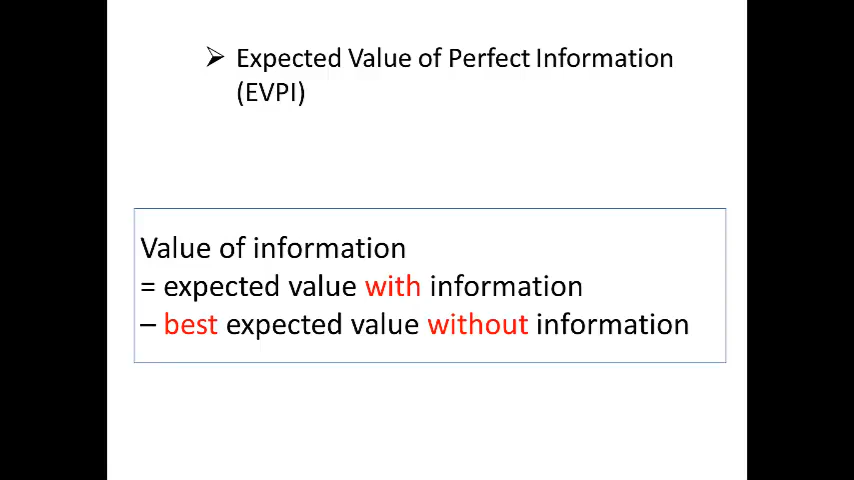 ➢ Expected Value of Perfect Information
(EVPI)
Value of information
= expected value with information
– best expected value without information